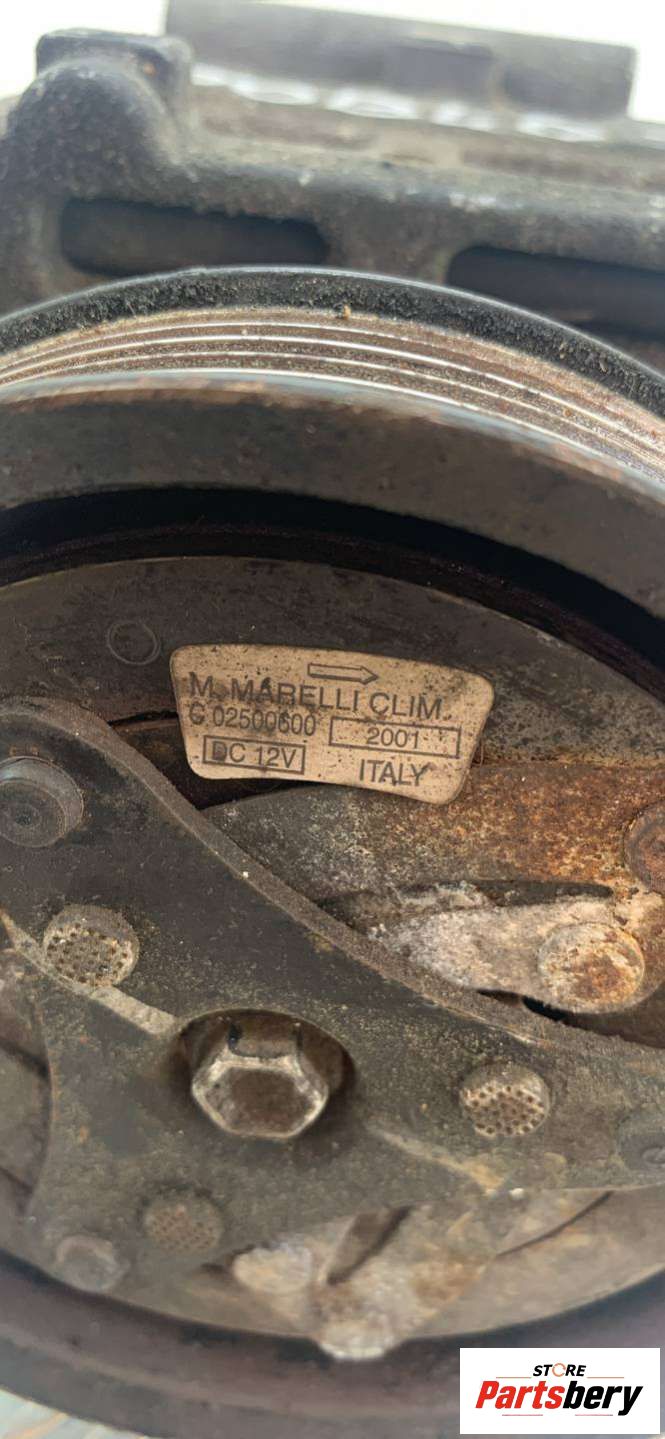 M. MARELLI CLIM.
C 02500600 2001
DC 12V ITALY
STORE
Partsbery